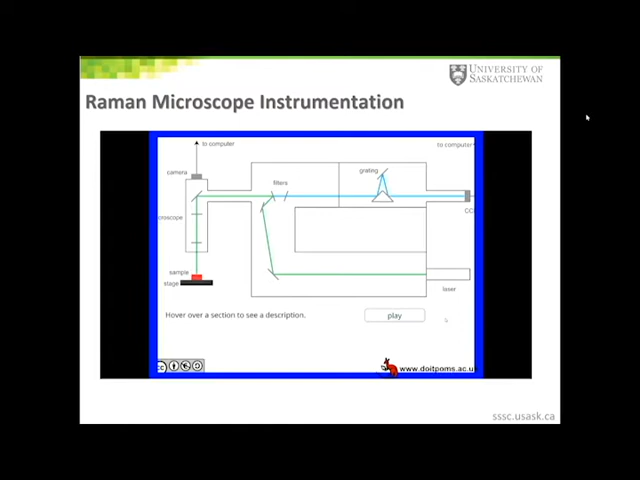 UNIVERSITY OF
SASKATCHEWAN
Raman Microscope Instrumentation
to computer
to computer
camera
grating
filters
roscope
CC
sample
stage
laser
Hover over a section to see a description.
play
cc
www.doitpoms.ac.u
sssc.usask.ca